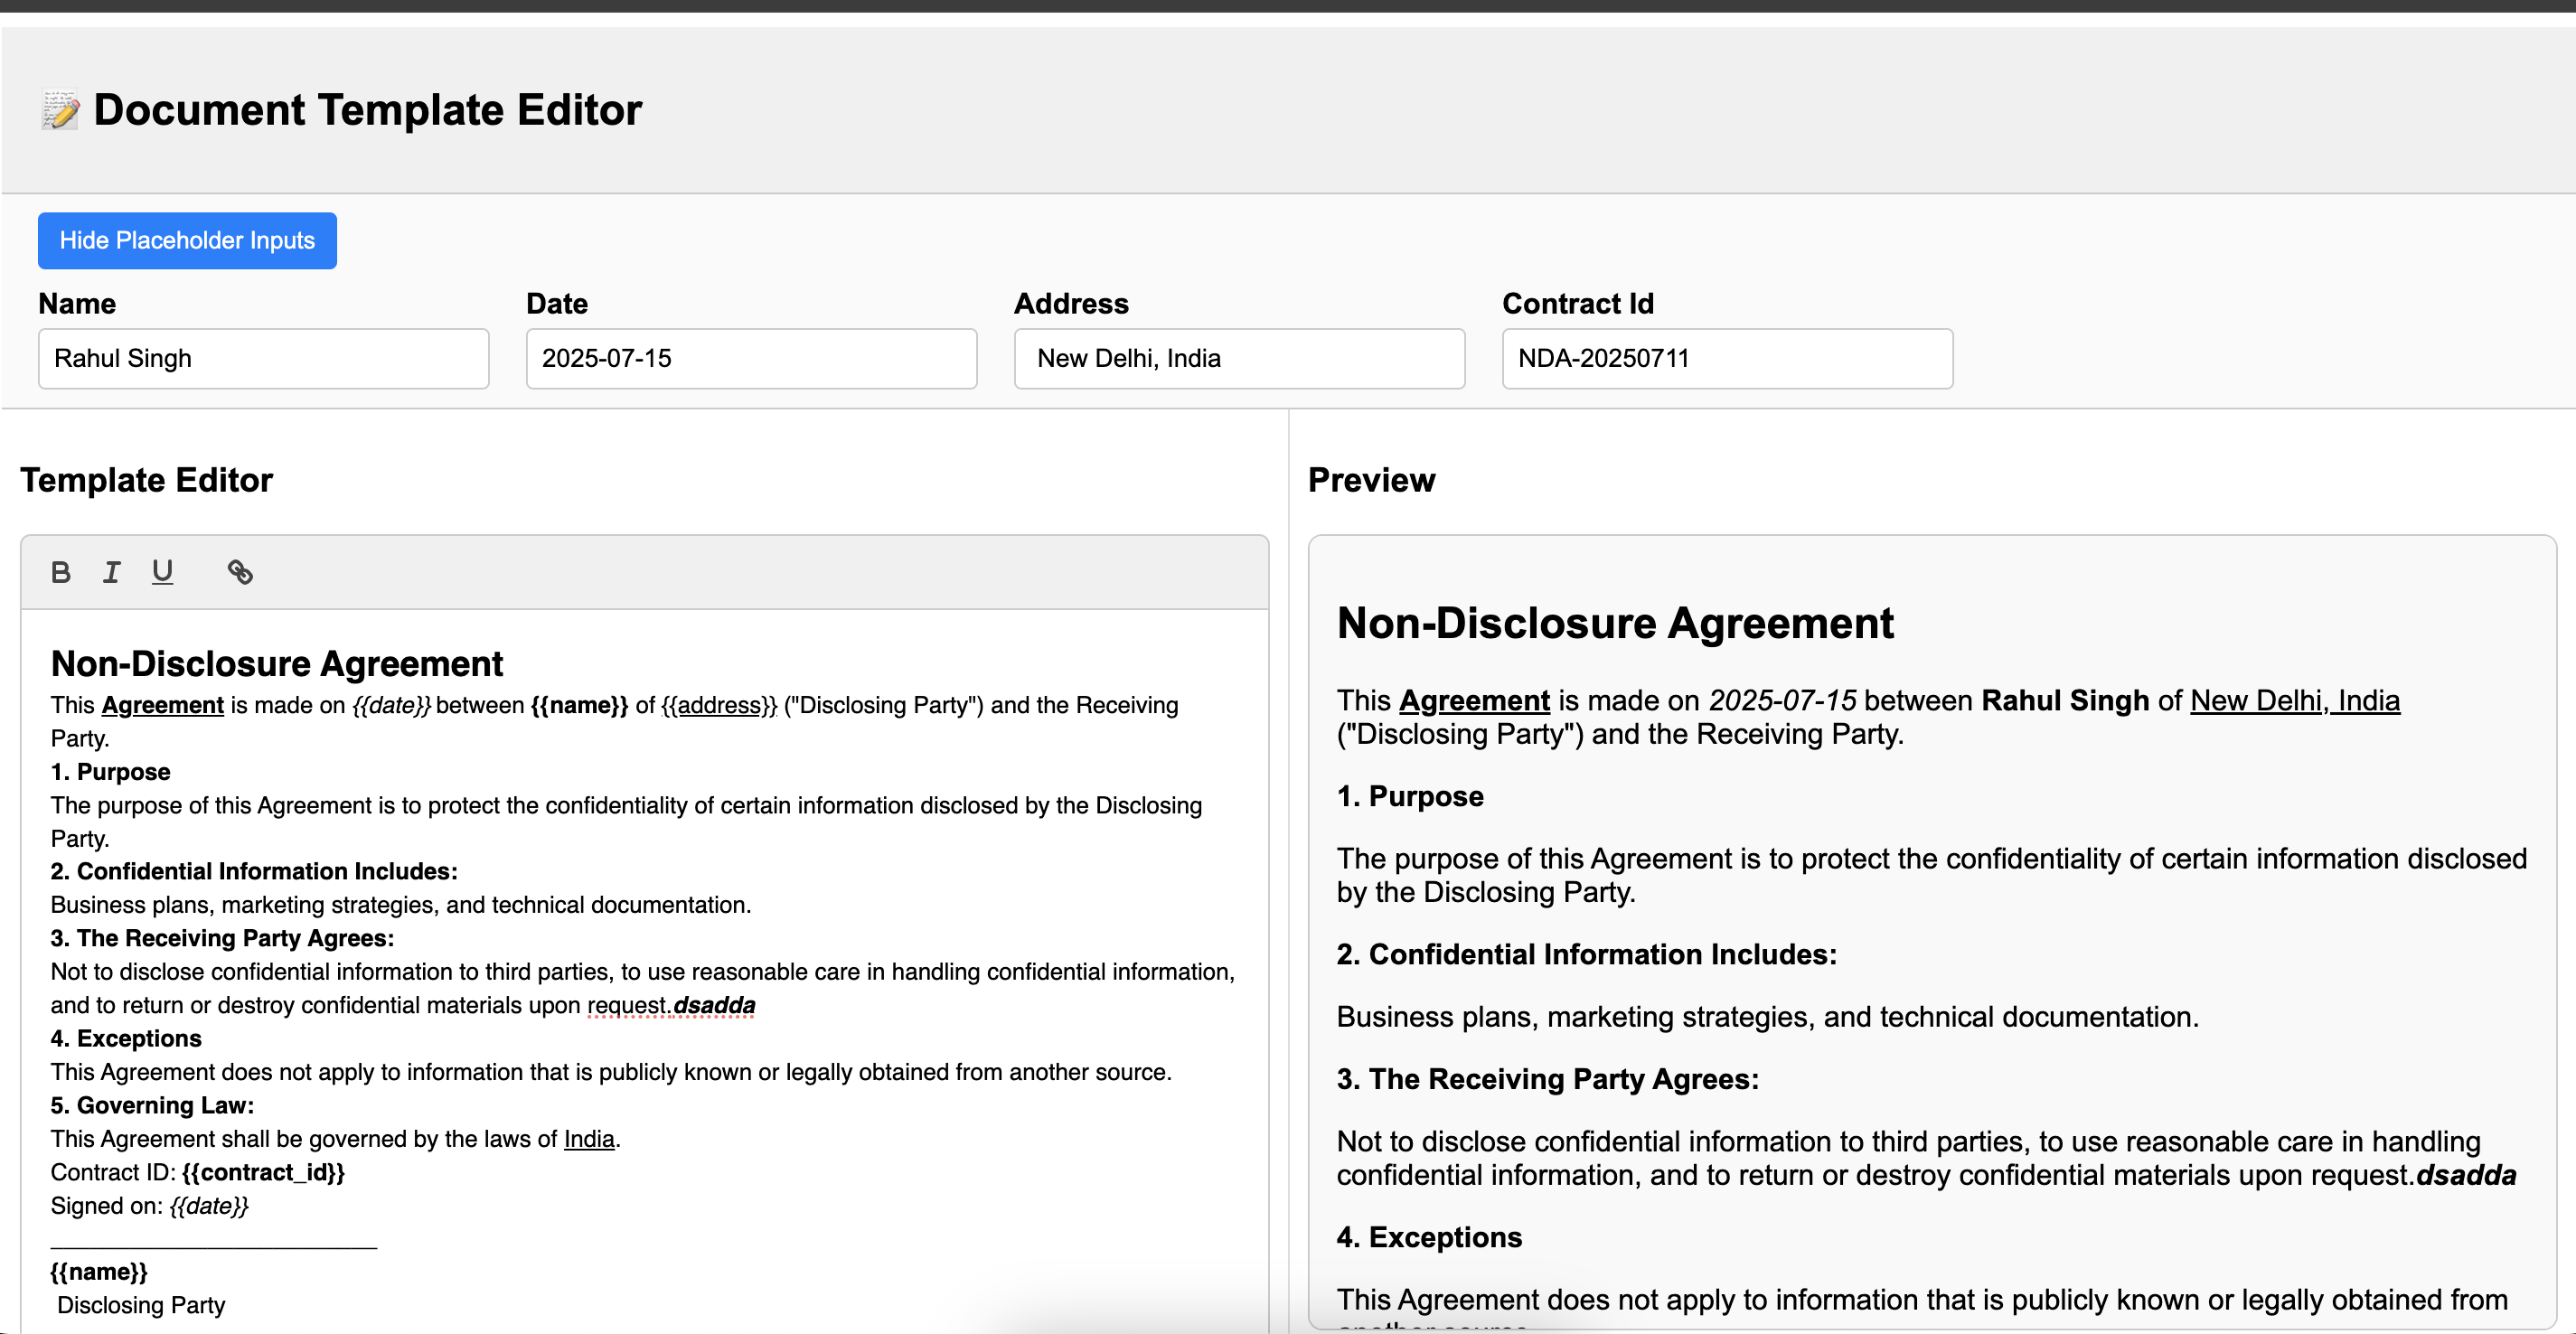 📝 Document Template Editor
Hide Placeholder Inputs
Name
Date
Address
Contract Id
Rahul Singh
2025-07-15
New Delhi, India
NDA-20250711
Template Editor
B I U
Non-Disclosure Agreement
This Agreement is made on {{date}} between {{name}} of {{address}} ("Disclosing Party") and the Receiving
Party.
1. Purpose
The purpose of this Agreement is to protect the confidentiality of certain information disclosed by the Disclosing
Party.
2. Confidential Information Includes:
Business plans, marketing strategies, and technical documentation.
3. The Receiving Party Agrees:
Not to disclose confidential information to third parties, to use reasonable care in handling confidential information,
and to return or destroy confidential materials upon request.dsadda
4. Exceptions
This Agreement does not apply to information that is publicly known or legally obtained from another source.
5. Governing Law:
This Agreement shall be governed by the laws of India.
Contract ID: {{contract_id}}
Signed on: {{date}}
__________________________
{{name}}
Disclosing Party
Preview
Non-Disclosure Agreement
This Agreement is made on 2025-07-15 between Rahul Singh of New Delhi, India
("Disclosing Party") and the Receiving Party.
1. Purpose
The purpose of this Agreement is to protect the confidentiality of certain information disclosed
by the Disclosing Party.
2. Confidential Information Includes:
Business plans, marketing strategies, and technical documentation.
3. The Receiving Party Agrees:
Not to disclose confidential information to third parties, to use reasonable care in handling
confidential information, and to return or destroy confidential materials upon request.dsadda
4. Exceptions
This Agreement does not apply to information that is publicly known or legally obtained from
another source.